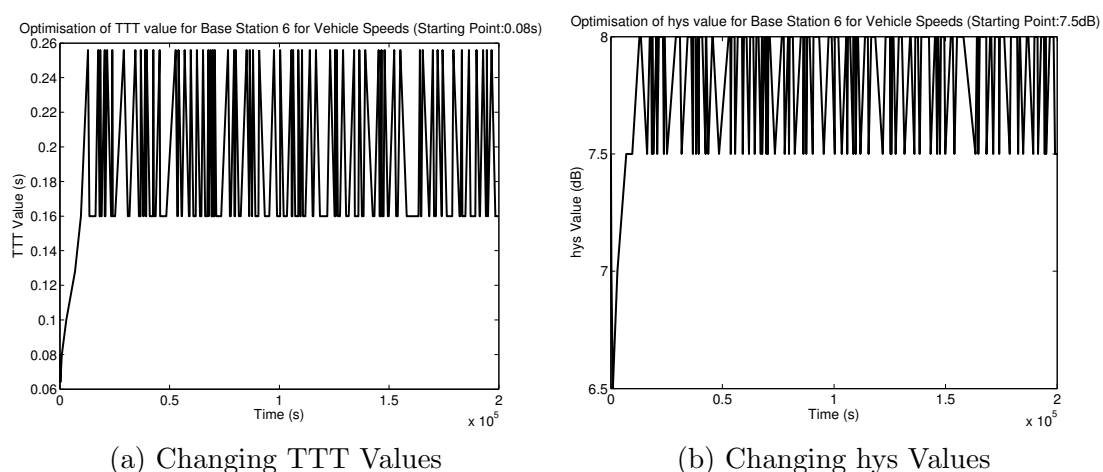 Optimisation of TTT value for Base Station 6 for Vehicle Speeds (Starting Point:0.08s)
0.26
0.24
0.22
0.2
0.18
0.16
0.14
0.12
0.1
0.08
0.06
TTT Value (s)
0
0.5
1
1.5
2
Time (s)
x 10^5
(a) Changing TTT Values
Optimisation of hys value for Base Station 6 for Vehicle Speeds (Starting Point:7.5dB)
8
7.5
7
6.5
hys Value (dB)
0
0.5
1
1.5
2
Time (s)
x 10^5
(b) Changing hys Values